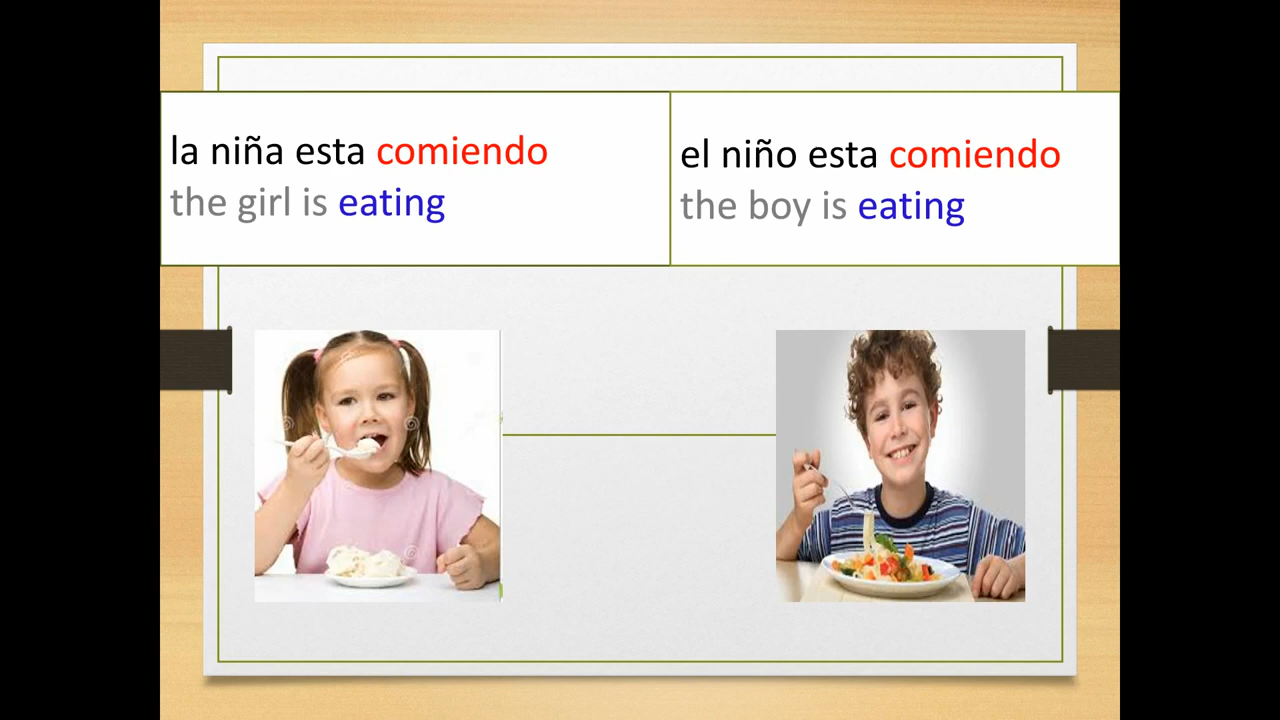 la niña esta comiendo
the girl is eating
el niño esta comiendo
the boy is eating